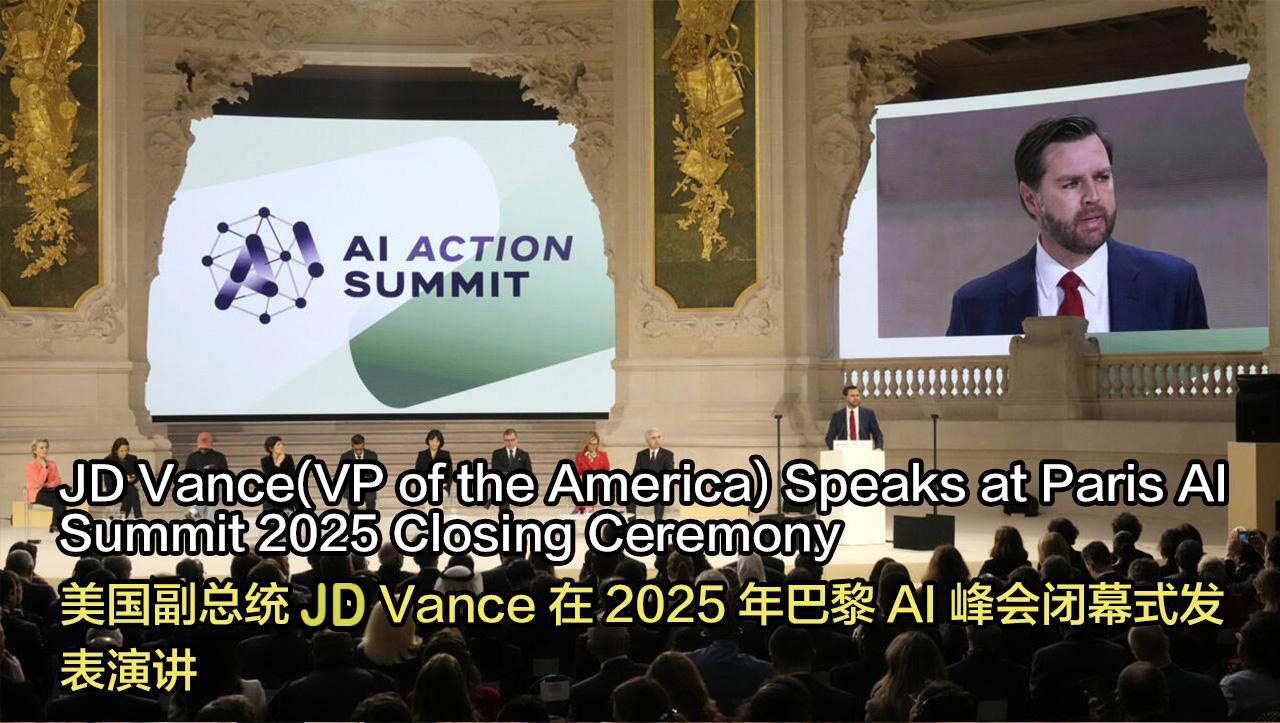 AI ACTION
SUMMIT
JD Vance(VP of the America) Speaks at Paris AI
Summit 2025 Closing Ceremony
美国副总统 JD Vance 在 2025 年巴黎 AI 峰会闭幕式发
表演讲